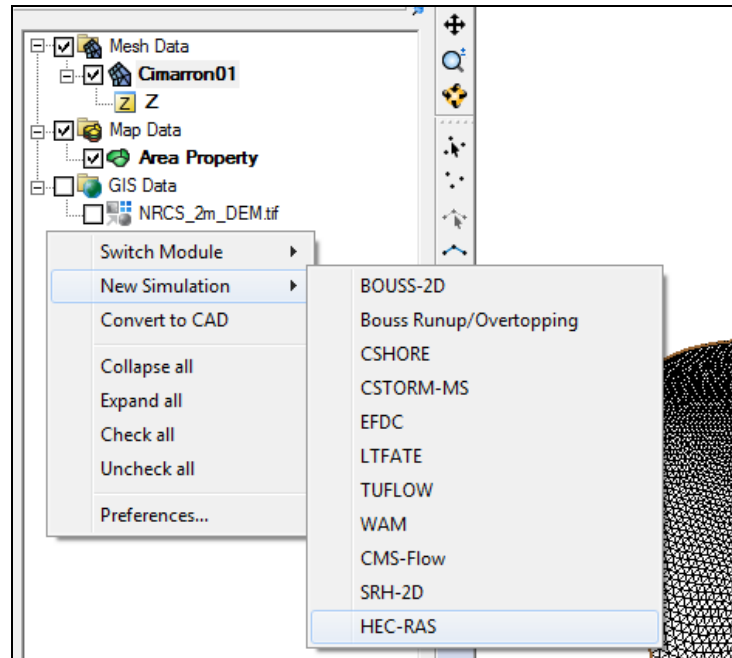 Mesh Data
Cimarron01
Z Z
Map Data
Area Property
GIS Data
NRCS_2m_DEM.tif
Switch Module
New Simulation
Convert to CAD
Collapse all
Expand all
Check all
Uncheck all
Preferences...
BOUSS-2D
Bouss Runup/Overtopping
CSHORE
CSTORM-MS
EFDC
LTFATE
TUFLOW
WAM
CMS-Flow
SRH-2D
HEC-RAS